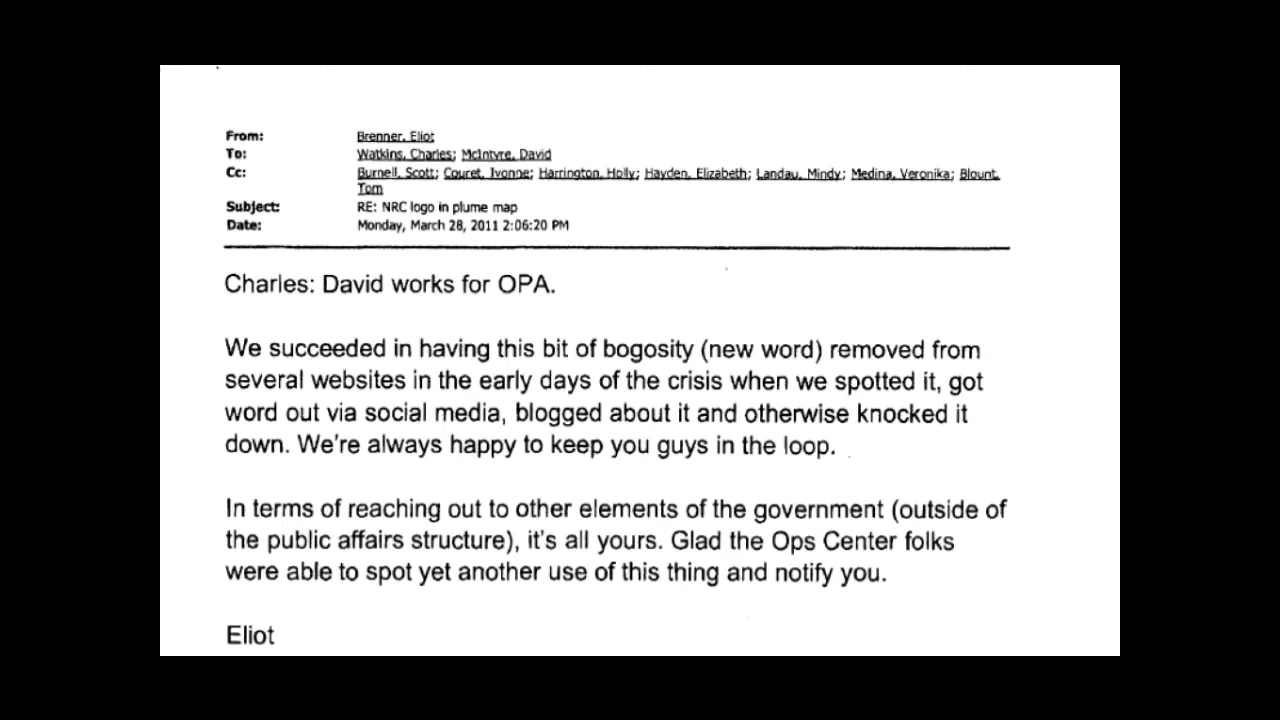 From: Brenner, Eliot
To: Watkins, Charles; McIntyre, David
Cc: Burnell, Scott; Couret, Ivonne; Harrington, Holly; Hayden, Elizabeth; Landau, Mindy; Medina, Veronika; Blount,
Tom
Subject: RE: NRC logo in plume map
Date: Monday, March 28, 2011 2:06:20 PM
Charles: David works for OPA.
We succeeded in having this bit of bogosity (new word) removed from
several websites in the early days of the crisis when we spotted it, got
word out via social media, blogged about it and otherwise knocked it
down. We're always happy to keep you guys in the loop.
In terms of reaching out to other elements of the government (outside of
the public affairs structure), it's all yours. Glad the Ops Center folks
were able to spot yet another use of this thing and notify you.
Eliot